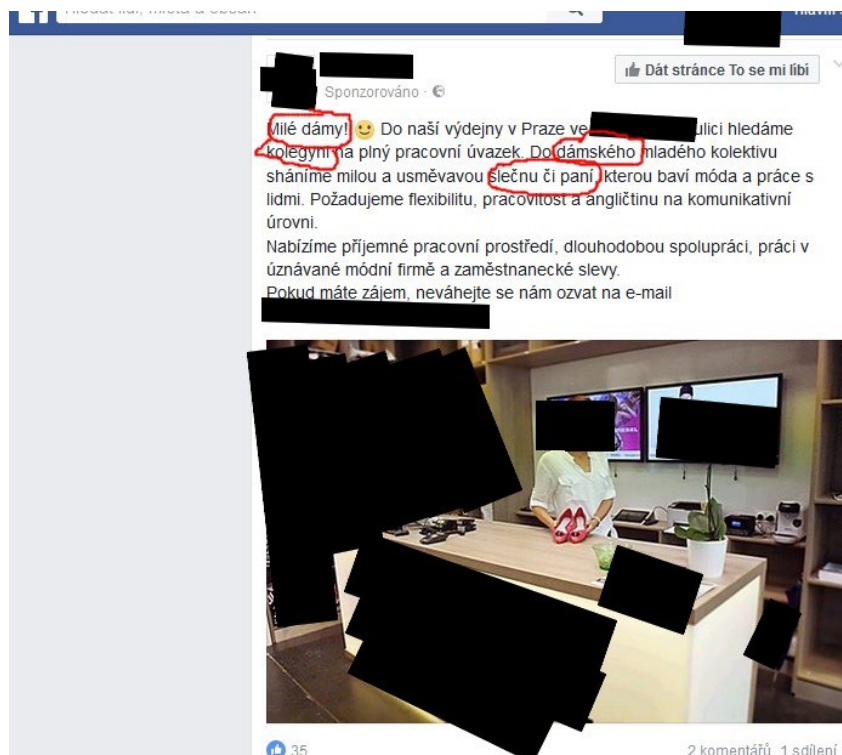 Hledat lidi, místa a obsah
Hlavní
Dát stránce To se mi líbí
Sponzorováno ·
Milé dámy! Do naší výdejny v Praze ve ulici hledáme
kolegyni na plný pracovní úvazek. Do dámského mladého kolektivu
sháníme milou a usměvavou slečnu či paní, kterou baví móda a práce s
lidmi. Požadujeme flexibilitu, pracovitost a angličtinu na komunikativní
úrovni.
Nabízíme příjemné pracovní prostředí, dlouhodobou spolupráci, práci v
úznávané módní firmě a zaměstnanecké slevy.
Pokud máte zájem, neváhejte se nám ozvat na e-mail
35
2 komentářů 1 sdílení